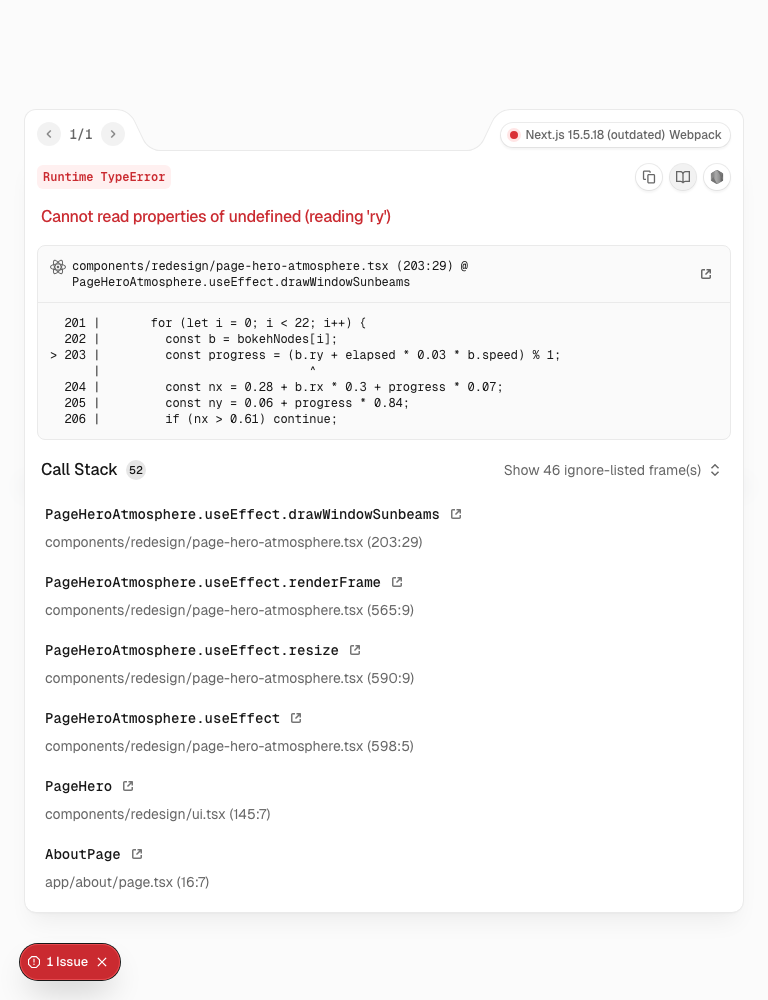 1/1
Next.js 15.5.18 (outdated) Webpack
Runtime TypeError
Cannot read properties of undefined (reading 'ry')
components/redesign/page-hero-atmosphere.tsx (203:29) @
PageHeroAtmosphere.useEffect.drawWindowSunbeams
201 |       for (let i = 0; i < 22; i++) {
202 |         const b = bokehNodes[i];
> 203 |         const progress = (b.ry + elapsed * 0.03 * b.speed) % 1;
|                             ^
204 |         const nx = 0.28 + b.rx * 0.3 + progress * 0.07;
205 |         const ny = 0.06 + progress * 0.84;
206 |         if (nx > 0.61) continue;
Call Stack 52
Show 46 ignore-listed frame(s)
PageHeroAtmosphere.useEffect.drawWindowSunbeams
components/redesign/page-hero-atmosphere.tsx (203:29)
PageHeroAtmosphere.useEffect.renderFrame
components/redesign/page-hero-atmosphere.tsx (565:9)
PageHeroAtmosphere.useEffect.resize
components/redesign/page-hero-atmosphere.tsx (590:9)
PageHeroAtmosphere.useEffect
components/redesign/page-hero-atmosphere.tsx (598:5)
PageHero
components/redesign/ui.tsx (145:7)
AboutPage
app/about/page.tsx (16:7)
1 Issue